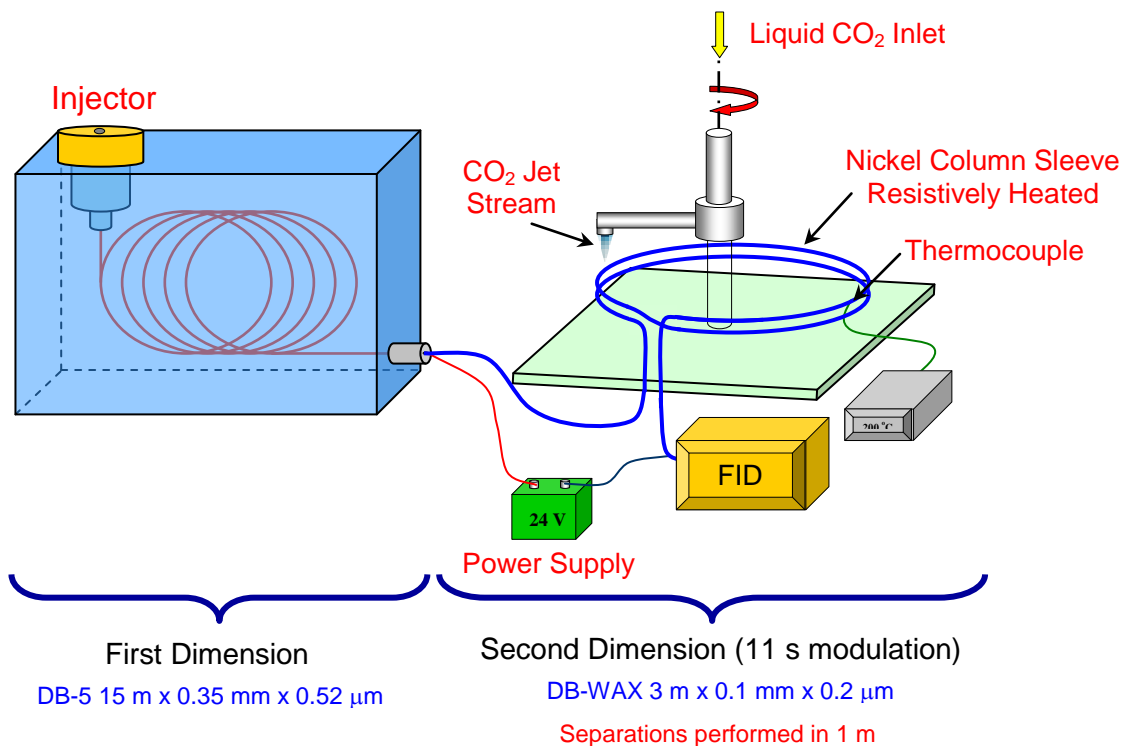 Liquid CO₂ Inlet
Injector
CO₂ Jet
Stream
Nickel Column Sleeve
Resistively Heated
Thermocouple
200 °C
FID
24 V
Power Supply
First Dimension
DB-5 15 m x 0.35 mm x 0.52 μm
Second Dimension (11 s modulation)
DB-WAX 3 m x 0.1 mm x 0.2 μm
Separations performed in 1 m